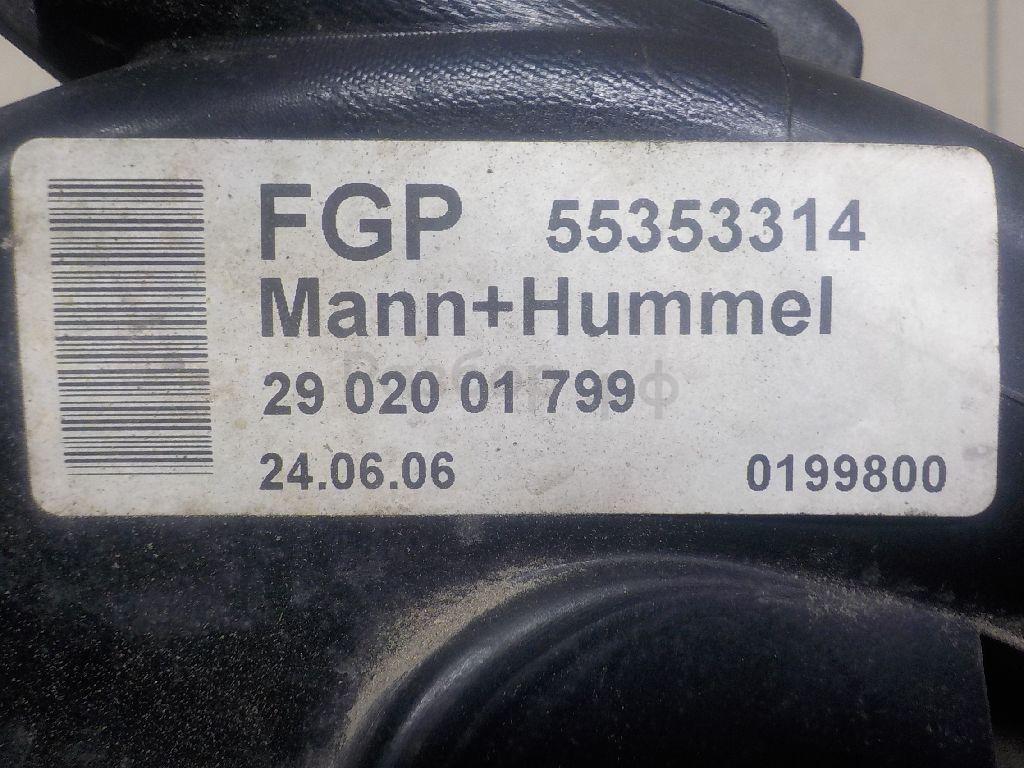 FGP 55353314
Mann+Hummel
29 020 01 799
24.06.06 0199800